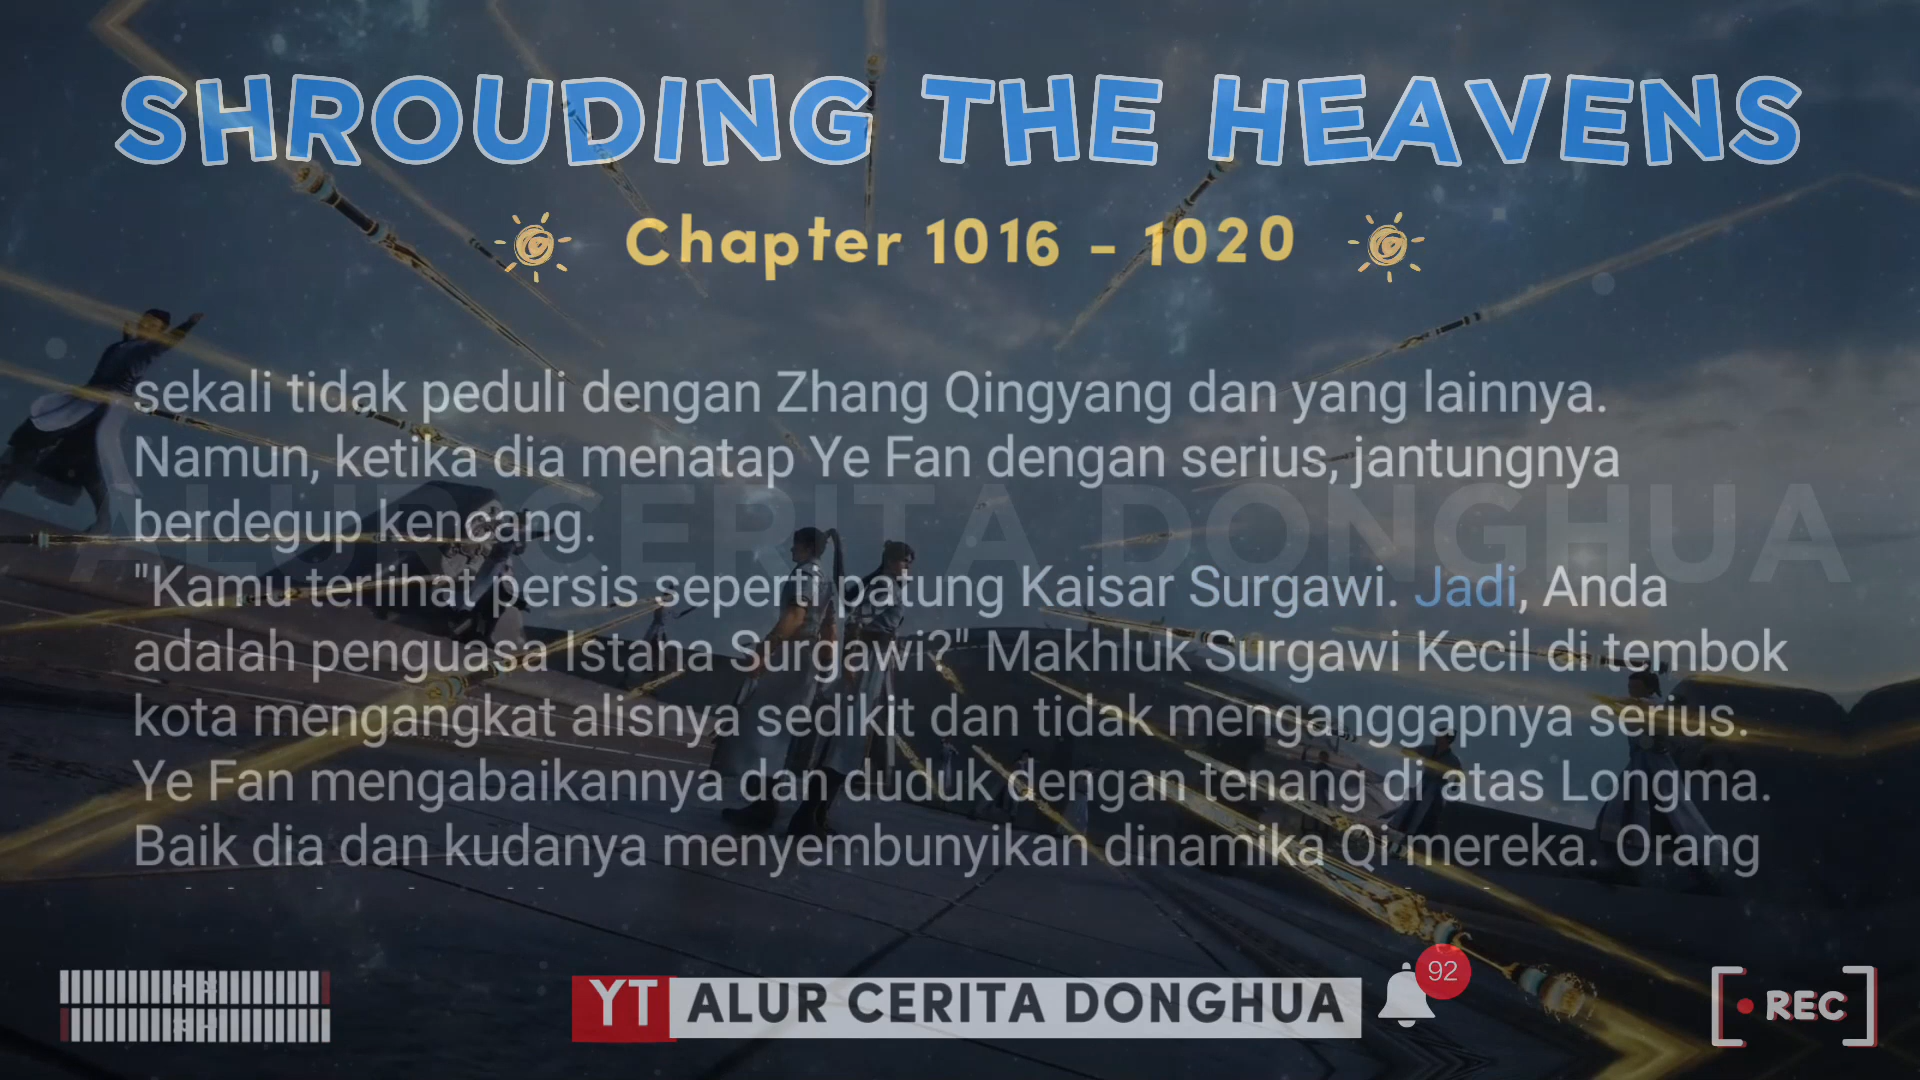 SHROUDING THE HEAVENS
Chapter 1016 - 1020
sekali tidak peduli dengan Zhang Qingyang dan yang lainnya.
Namun, ketika dia menatap Ye Fan dengan serius, jantungnya
berdegup kencang.
ALUR CERITA DONGHUA
"Kamu terlihat persis seperti patung Kaisar Surgawi. Jadi, Anda
adalah penguasa Istana Surgawi?" Makhluk Surgawi Kecil di tembok
kota mengangkat alisnya sedikit dan tidak menganggapnya serius.
Ye Fan mengabaikannya dan duduk dengan tenang di atas Longma.
Baik dia dan kudanya menyembunyikan dinamika Qi mereka. Orang
YT ALUR CERITA DONGHUA 92
REC